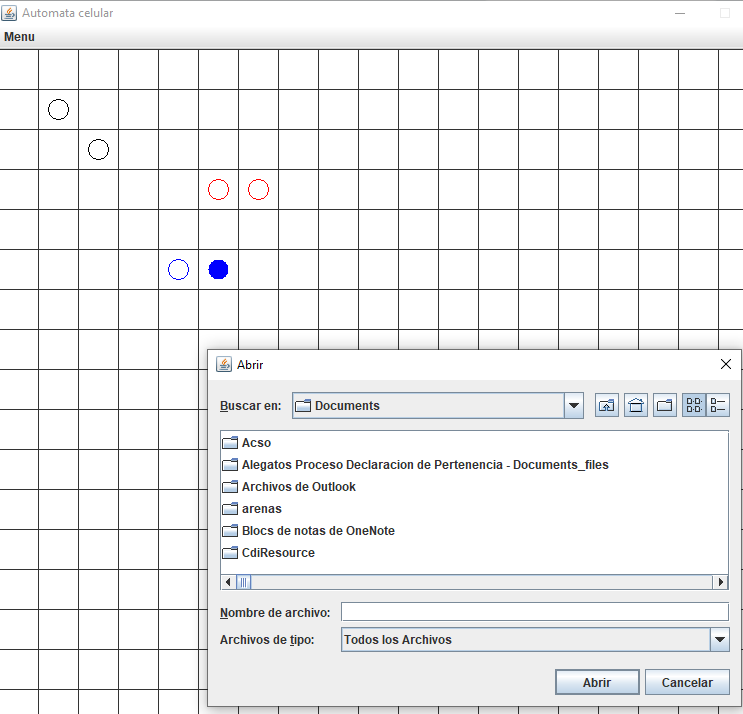 Automata celular
Menu
Abrir
Buscar en: Documents
Acso
Alegatos Proceso Declaracion de Pertenencia - Documents_files
Archivos de Outlook
arenas
Blocs de notas de OneNote
CdiResource
Nombre de archivo:
Archivos de tipo: Todos los Archivos
Abrir Cancelar